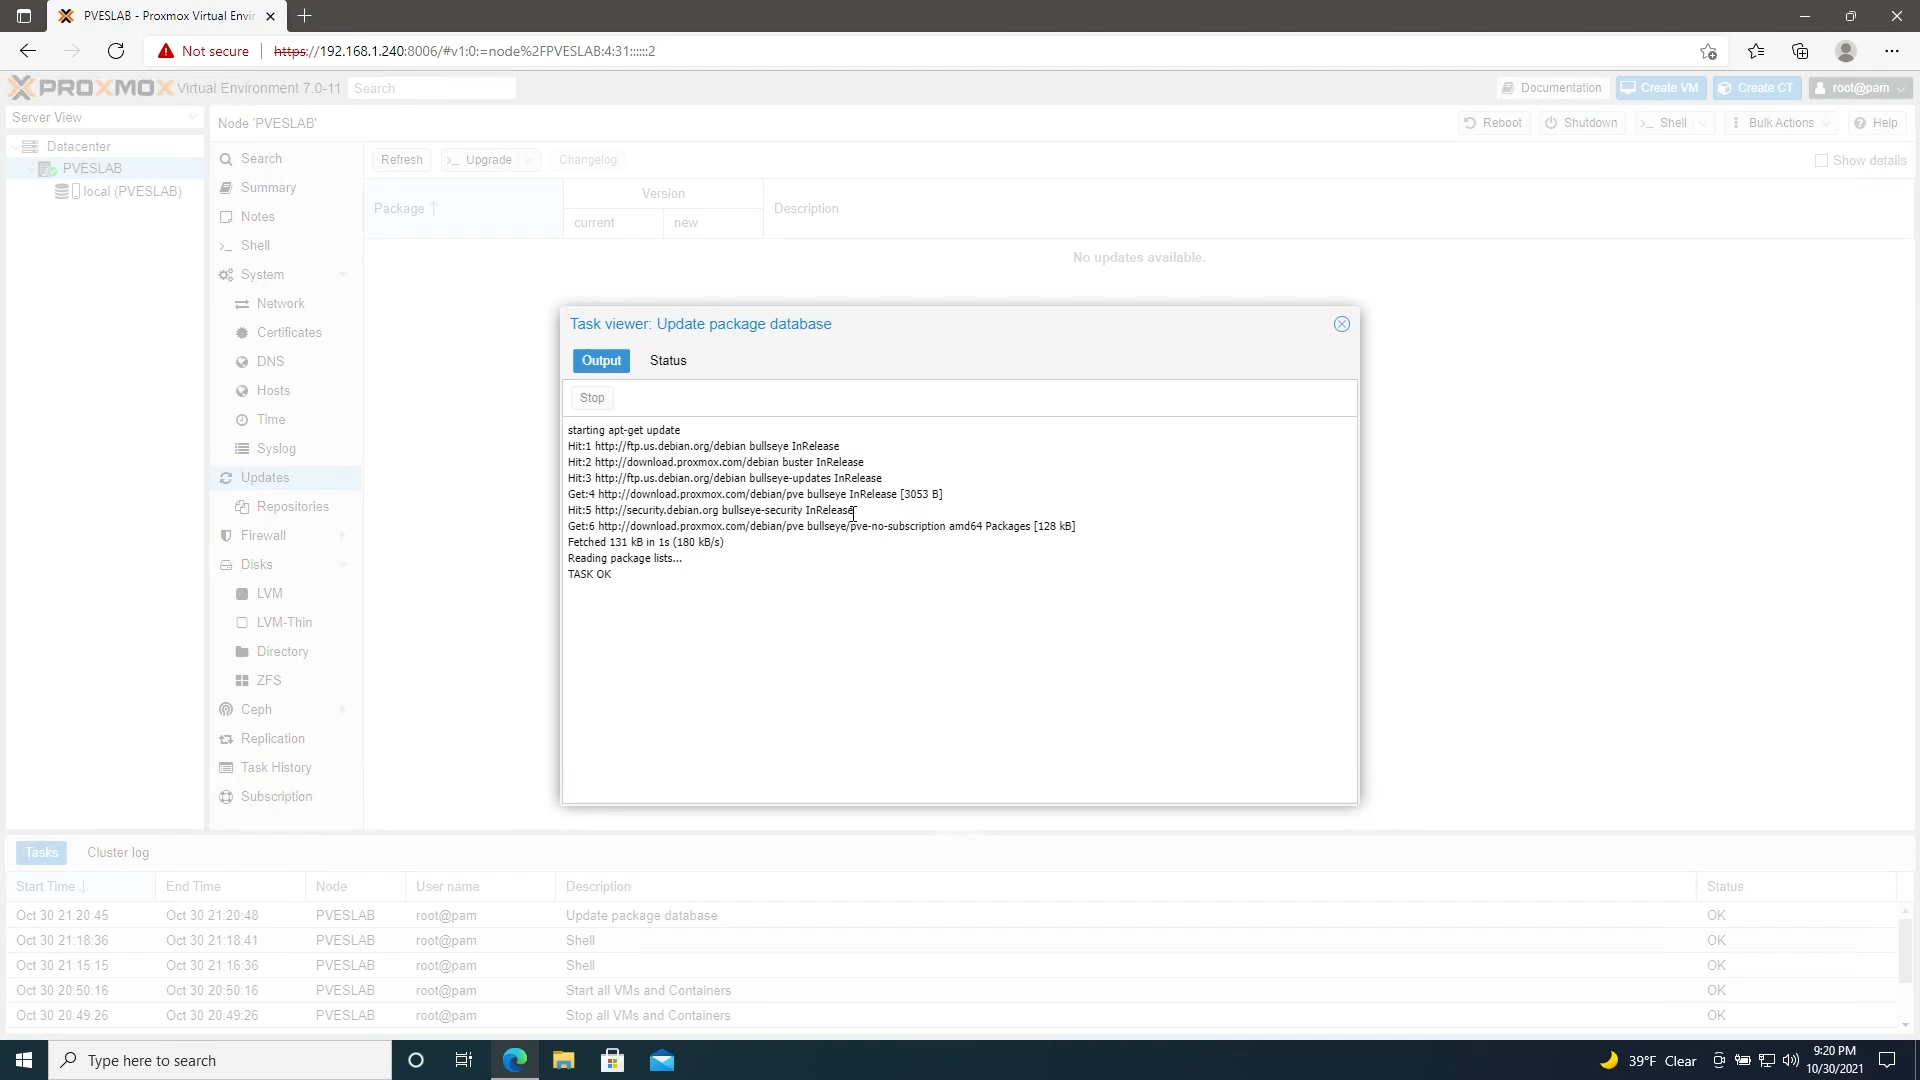 PVESLAB - Proxmox Virtual Envir
Not secure
https://192.168.1.240:8006/#v1:0:=node%2FPVESLAB:4:31::::::2
PROXMOX Virtual Environment 7.0-11 Search
Documentation Create VM Create CT root@pam
Server View
Node 'PVESLAB'
Reboot Shutdown Shell Bulk Actions Help
Datacenter
PVESLAB
local (PVESLAB)
Search
Summary
Notes
Shell
System
Network
Certificates
DNS
Hosts
Time
Syslog
Updates
Repositories
Firewall
Disks
LVM
LVM-Thin
Directory
ZFS
Ceph
Replication
Task History
Subscription
Refresh Upgrade Changelog Show details
Package Version Description
current new
No updates available.
Task viewer: Update package database
Output Status
Stop
starting apt-get update
Hit:1 http://ftp.us.debian.org/debian bullseye InRelease
Hit:2 http://download.proxmox.com/debian buster InRelease
Hit:3 http://ftp.us.debian.org/debian bullseye-updates InRelease
Get:4 http://download.proxmox.com/debian/pve bullseye InRelease [3053 B]
Hit:5 http://security.debian.org bullseye-security InRelease
Get:6 http://download.proxmox.com/debian/pve bullseye/pve-no-subscription amd64 Packages [128 kB]
Fetched 131 kB in 1s (180 kB/s)
Reading package lists...
TASK OK
Tasks Cluster log
Start Time End Time Node User name Description Status
Oct 30 21:20:45 Oct 30 21:20:48 PVESLAB root@pam Update package database OK
Oct 30 21:18:36 Oct 30 21:18:41 PVESLAB root@pam Shell OK
Oct 30 21:15:15 Oct 30 21:16:36 PVESLAB root@pam Shell OK
Oct 30 20:50:16 Oct 30 20:50:16 PVESLAB root@pam Start all VMs and Containers OK
Oct 30 20:49:26 Oct 30 20:49:26 PVESLAB root@pam Stop all VMs and Containers OK
Type here to search
39°F Clear
9:20 PM
10/30/2021